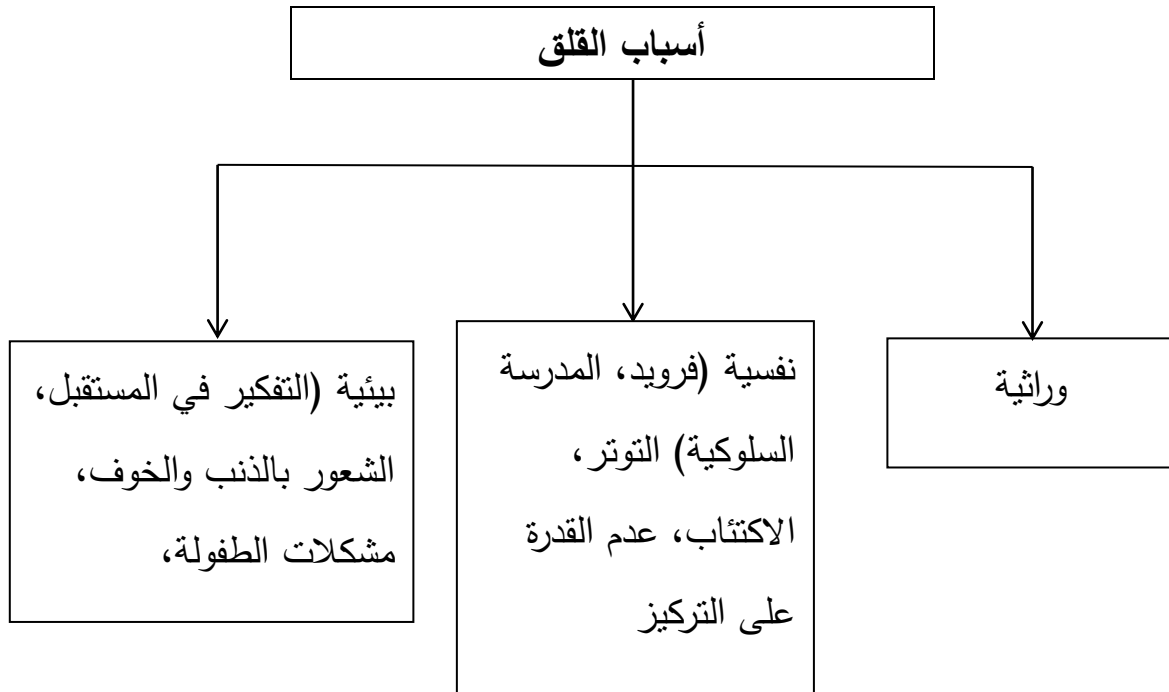 أسباب القلق
وراثية
نفسية (فرويد، المدرسة
السلوكية) التوتر،
الاكتئاب، عدم القدرة
على التركيز
بيئية (التفكير في المستقبل،
الشعور بالذنب والخوف،
مشكلات الطفولة،